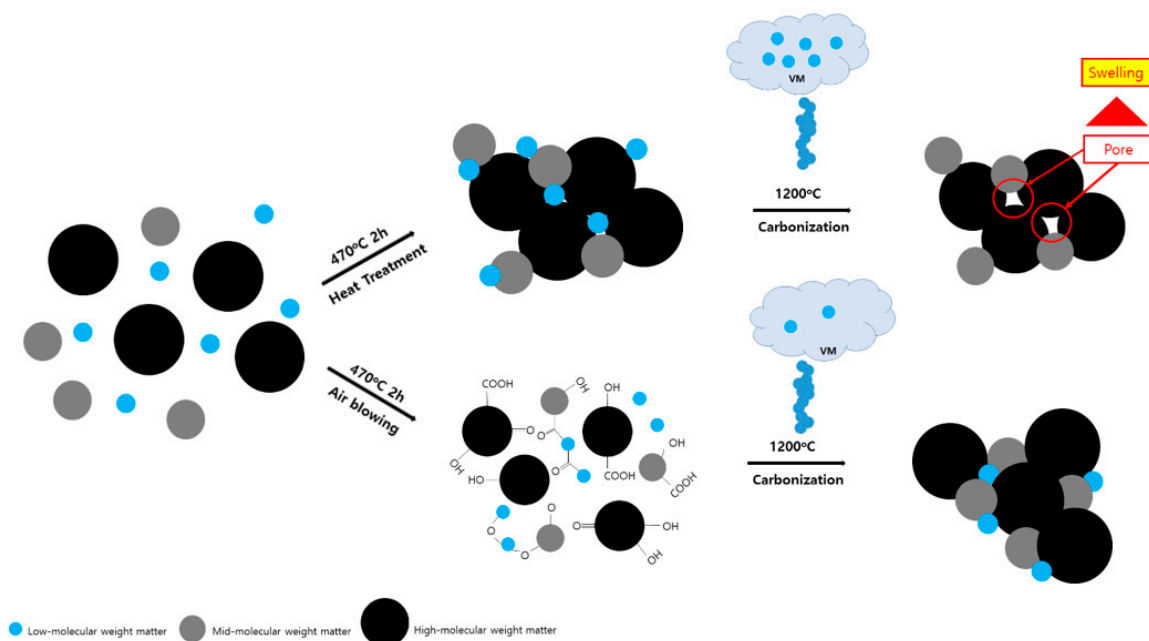 VM
Swelling
Pore
470°C 2h
Heat Treatment
1200°C
Carbonization
470°C 2h
Air blowing
VM
1200°C
Carbonization
COOH
OH
O
O
OH
OH
COOH
HO
O
O
O
O
O
OH
COOH
O
OH
OH
Low-molecular weight matter
Mid-molecular weight matter
High-molecular weight matter